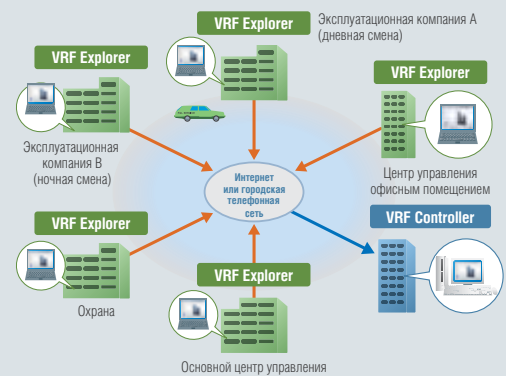 VRF Explorer
Эксплуатационная компания А
(дневная смена)
VRF Explorer
Эксплуатационная
компания В
(ночная смена)
VRF Explorer
Центр управления
офисным помещением
Интернет
или городская
телефонная
сеть
VRF Controller
VRF Explorer
Охрана
VRF Explorer
Основной центр управления